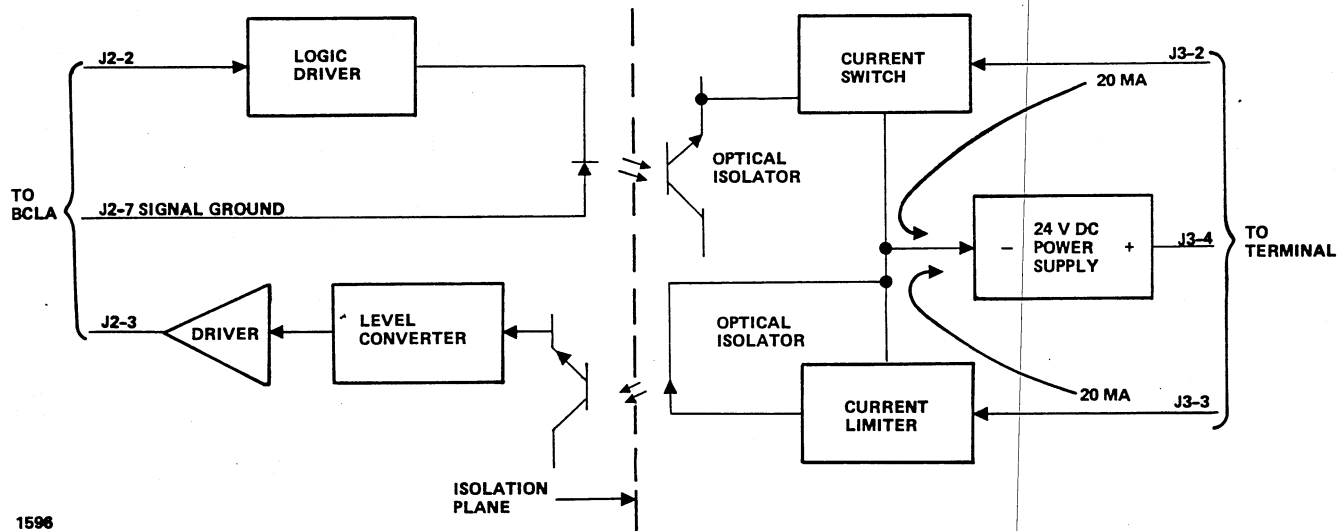 J2-2
LOGIC
DRIVER
CURRENT
SWITCH
J3-2
20 MA
OPTICAL
ISOLATOR
TO
BCLA
J2-7 SIGNAL GROUND
– 24 V DC +
POWER
SUPPLY
J3-4
TO
TERMINAL
J2-3
DRIVER
LEVEL
CONVERTER
OPTICAL
ISOLATOR
20 MA
CURRENT
LIMITER
J3-3
ISOLATION
PLANE
1596